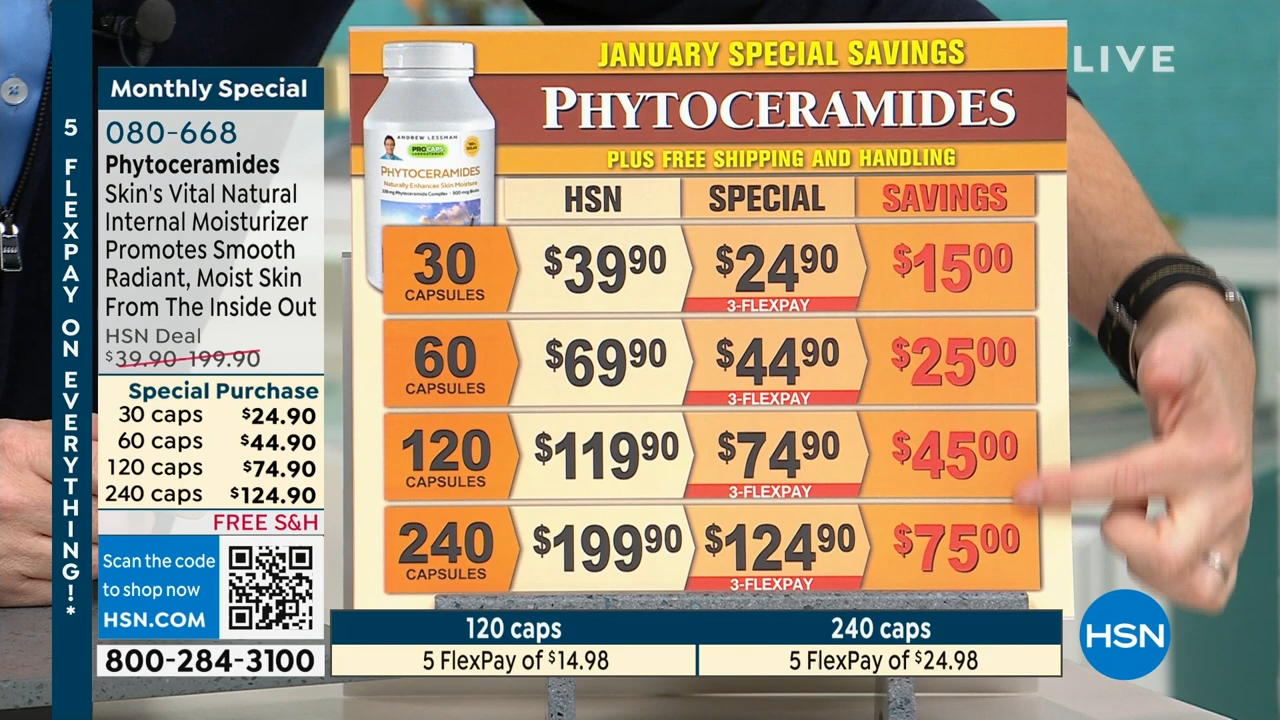 5 FLEXPAY ON EVERYTHING!*
Monthly Special
080-668
Phytoceramides
Skin's Vital Natural
Internal Moisturizer
Promotes Smooth
Radiant, Moist Skin
From The Inside Out
HSN Deal
$39.90-199.90
Special Purchase
30 caps $24.90
60 caps $44.90
120 caps $74.90
240 caps $124.90
FREE S&H
Scan the code
to shop now
HSN.COM
800-284-3100
LIVE
JANUARY SPECIAL SAVINGS
PHYTOCERAMIDES
PLUS FREE SHIPPING AND HANDLING
ANDREW LESSMAN
PROCAPS
LABORATORIES
PHYTOCERAMIDES
Naturally Enhances Skin Moisture
HSN SPECIAL SAVINGS
30 CAPSULES $39.90 $24.90 $15.00
3-FLEXPAY
60 CAPSULES $69.90 $44.90 $25.00
3-FLEXPAY
120 CAPSULES $119.90 $74.90 $45.00
3-FLEXPAY
240 CAPSULES $199.90 $124.90 $75.00
3-FLEXPAY
120 caps 240 caps
5 FlexPay of $14.98 5 FlexPay of $24.98
HSN